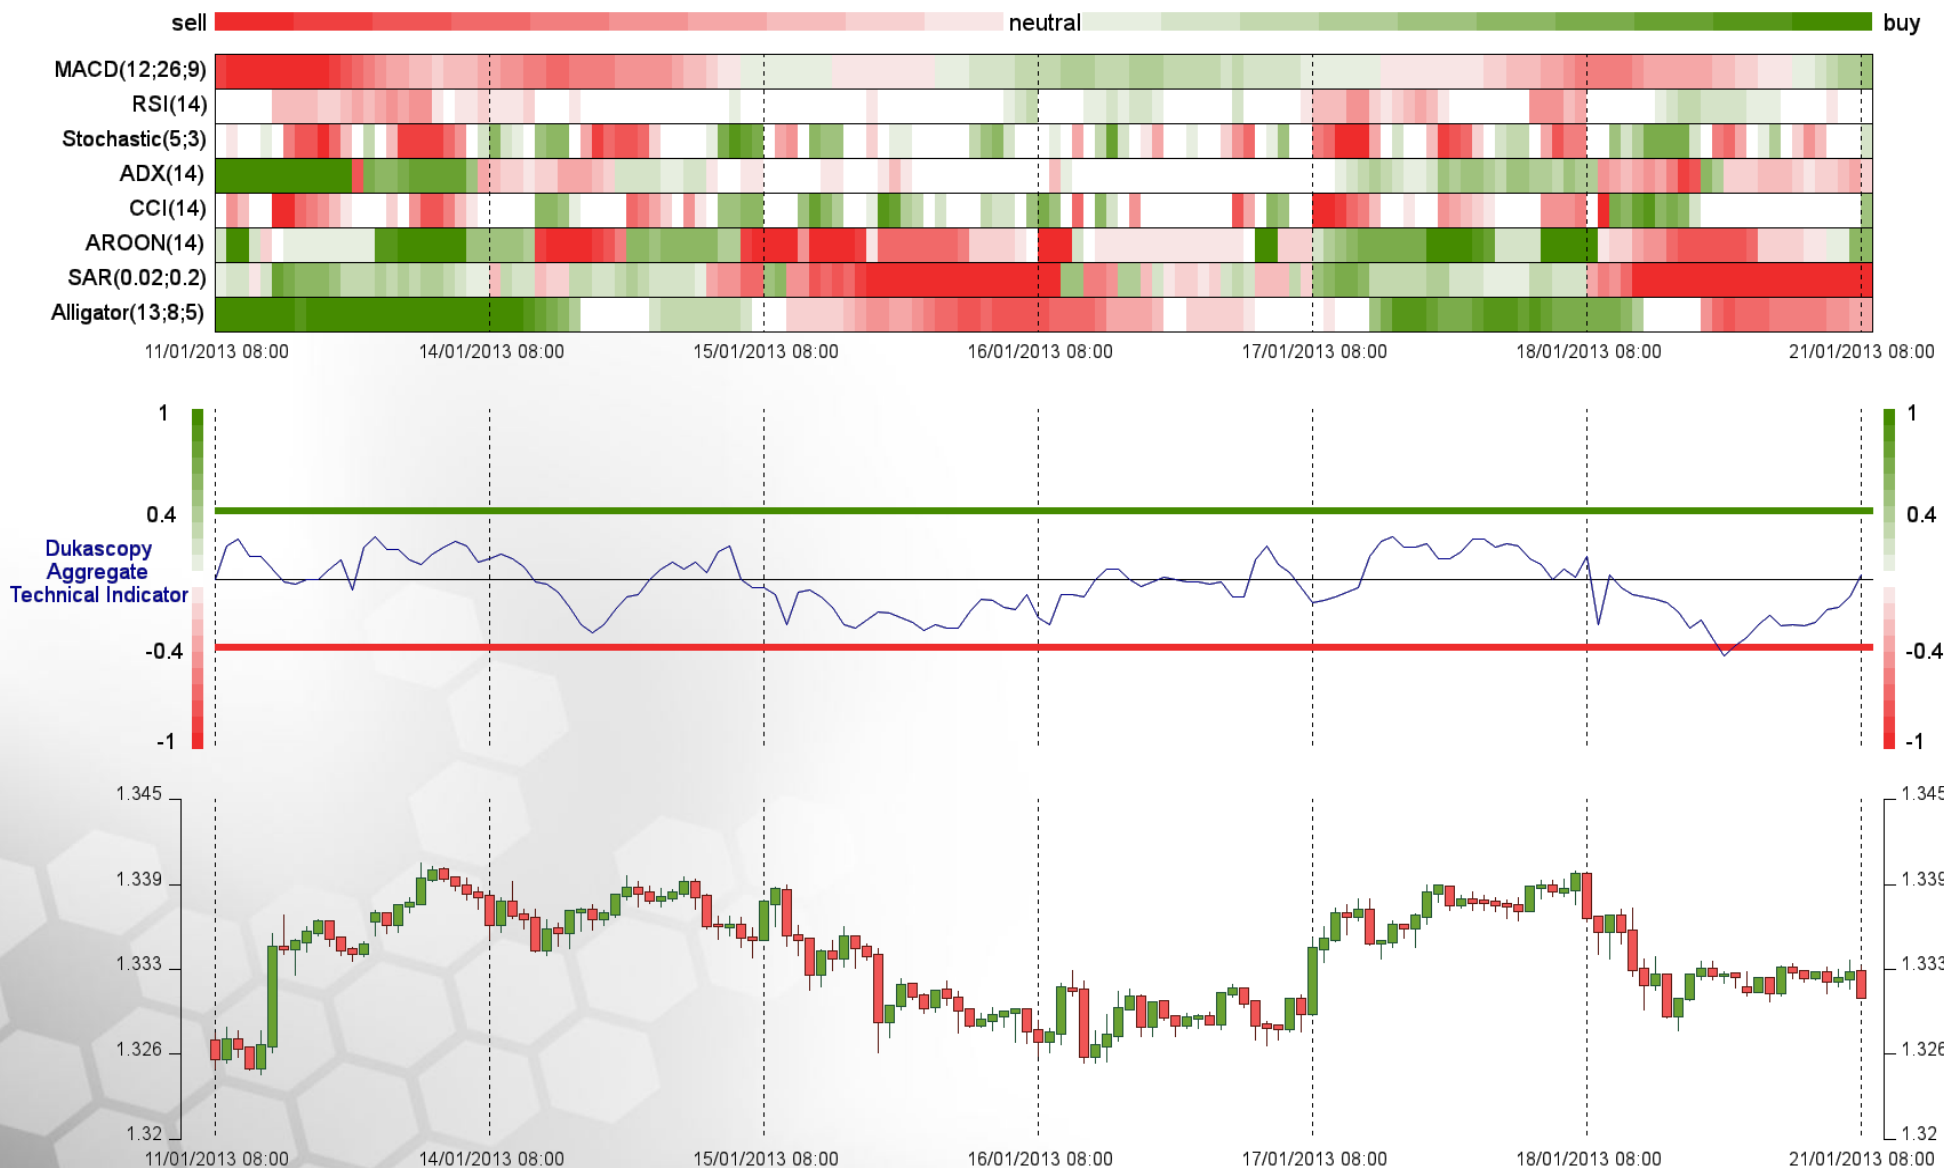 sell neutral buy
MACD(12;26;9)
RSI(14)
Stochastic(5;3)
ADX(14)
CCI(14)
AROON(14)
SAR(0.02;0.2)
Alligator(13;8;5)
11/01/2013 08:00 14/01/2013 08:00 15/01/2013 08:00 16/01/2013 08:00 17/01/2013 08:00 18/01/2013 08:00 21/01/2013 08:00
1 1
0.4 0.4
Dukascopy
Aggregate
Technical Indicator
-0.4 -0.4
-1 -1
1.345 1.345
1.339 1.339
1.333 1.333
1.326 1.326
1.32 1.32
11/01/2013 08:00 14/01/2013 08:00 15/01/2013 08:00 16/01/2013 08:00 17/01/2013 08:00 18/01/2013 08:00 21/01/2013 08:00